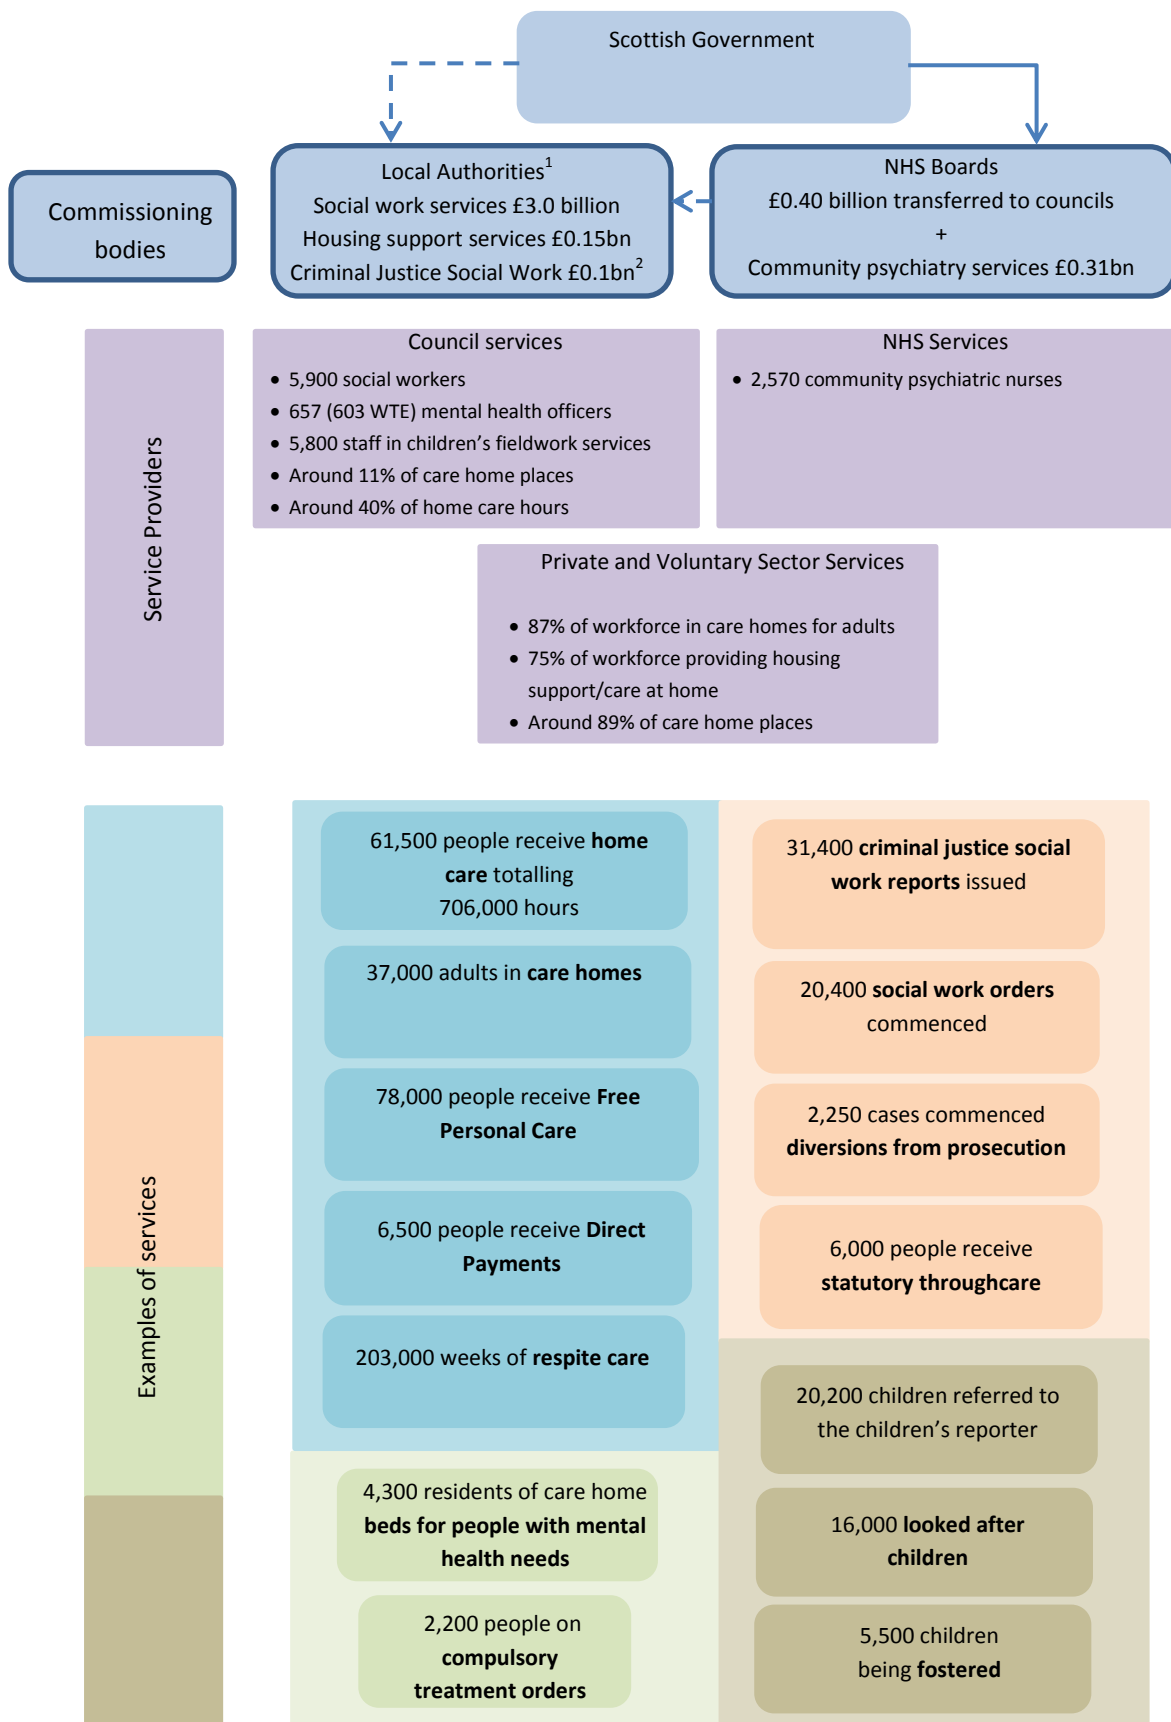 Scottish Government
Commissioning
bodies
Local Authorities¹
Social work services £3.0 billion
Housing support services £0.15bn
Criminal Justice Social Work £0.1bn²
NHS Boards
£0.40 billion transferred to councils
+
Community psychiatry services £0.31bn
Service Providers
Council services
• 5,900 social workers
• 657 (603 WTE) mental health officers
• 5,800 staff in children’s fieldwork services
• Around 11% of care home places
• Around 40% of home care hours
NHS Services
• 2,570 community psychiatric nurses
Private and Voluntary Sector Services
• 87% of workforce in care homes for adults
• 75% of workforce providing housing
support/care at home
• Around 89% of care home places
Examples of services
61,500 people receive home
care totalling
706,000 hours
37,000 adults in care homes
78,000 people receive Free
Personal Care
6,500 people receive Direct
Payments
203,000 weeks of respite care
4,300 residents of care home
beds for people with mental
health needs
2,200 people on
compulsory
treatment orders
31,400 criminal justice social
work reports issued
20,400 social work orders
commenced
2,250 cases commenced
diversions from prosecution
6,000 people receive
statutory throughcare
20,200 children referred to
the children’s reporter
16,000 looked after
children
5,500 children
being fostered